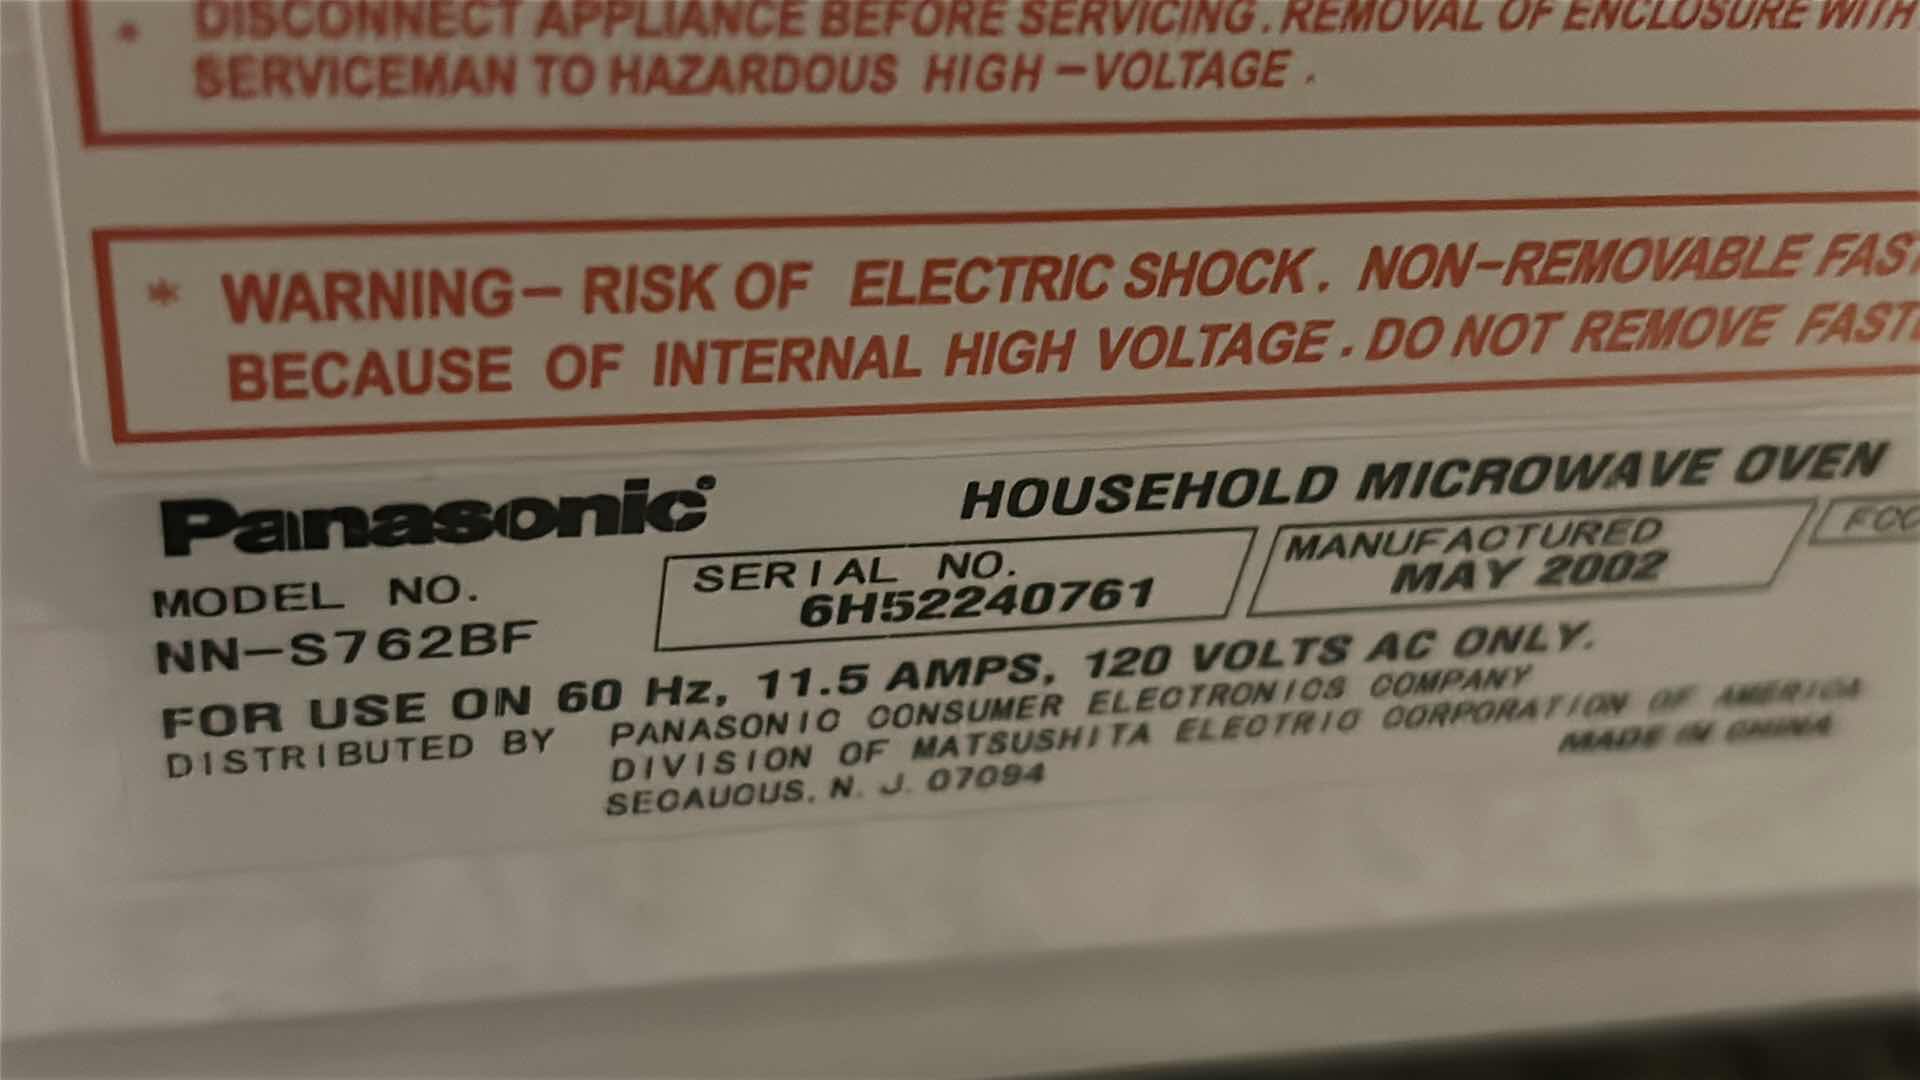 * DISCONNECT APPLIANCE BEFORE SERVICING. REMOVAL OF ENCLOSURE WITH
SERVICEMAN TO HAZARDOUS HIGH-VOLTAGE.
* WARNING- RISK OF ELECTRIC SHOCK. NON-REMOVABLE FAST
BECAUSE OF INTERNAL HIGH VOLTAGE. DO NOT REMOVE FASTE
Panasonic
HOUSEHOLD MICROWAVE OVEN
MODEL NO.
NN-S762BF
SERIAL NO.
6H52240761
MANUFACTURED
MAY 2002
FCC
FOR USE ON 60 Hz, 11.5 AMPS, 120 VOLTS AC ONLY.
DISTRIBUTED BY PANASONIC CONSUMER ELECTRONICS COMPANY
DIVISION OF MATSUSHITA ELECTRIC CORPORATION OF AMERICA
SECAUCUS, N. J. 07094
MADE IN CHINA